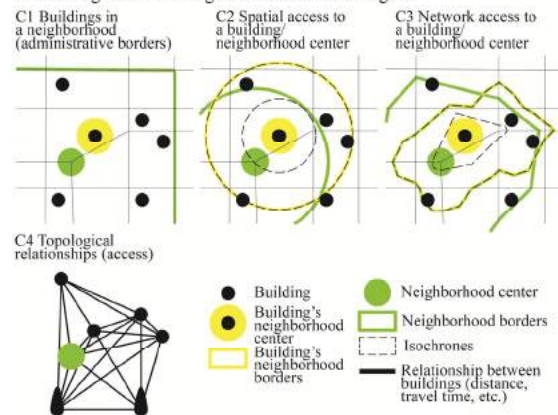 C1 Buildings in
a neighborhood
(administrative borders)
C2 Spatial access to
a building/
neighborhood center
C3 Network access to
a building/
neighborhood center
C4 Topological
relationships (access)
Building
Building's
neighborhood
center
Building's
neighborhood
borders
Neighborhood center
Neighborhood borders
Isochrones
Relationship between
buildings (distance,
travel time, etc.)